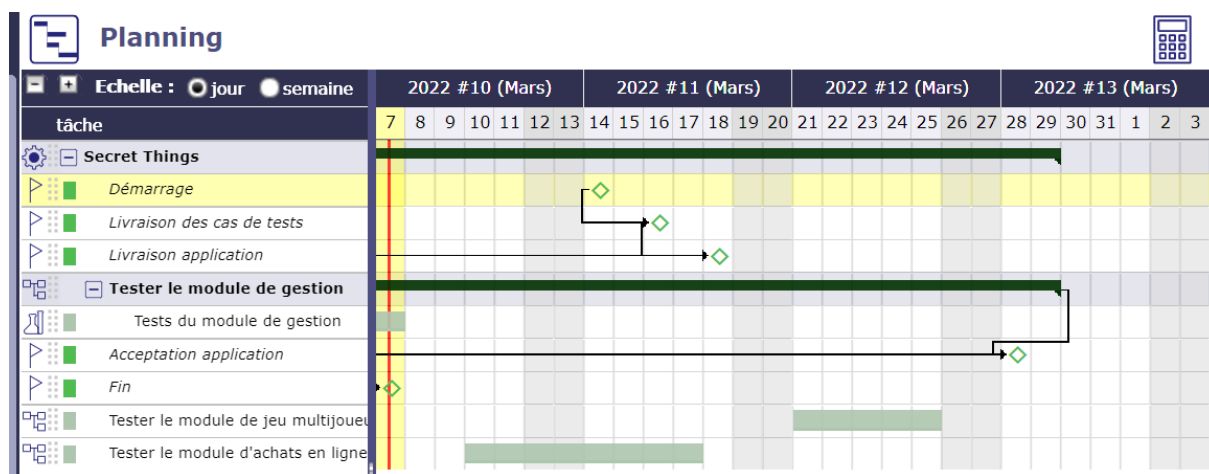 Planning
Echelle : jour semaine
2022 #10 (Mars) 2022 #11 (Mars) 2022 #12 (Mars) 2022 #13 (Mars)
tâche
7 8 9 10 11 12 13 14 15 16 17 18 19 20 21 22 23 24 25 26 27 28 29 30 31 1 2 3
Secret Things
Démarrage
Livraison des cas de tests
Livraison application
Tester le module de gestion
Tests du module de gestion
Acceptation application
Fin
Tester le module de jeu multijoueu
Tester le module d'achats en ligne